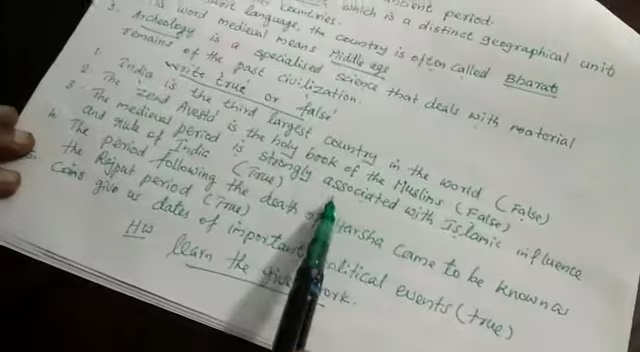 ancient period.
countries. which is a distinct geographical unit
language, the country is often called Bharat
3. word medieval means Middle age
Archeology is a specialised science that deals with material
remains of the past civilization.
write true or false
1. India is the third largest country in the world. (False)
2. The 'Zend Avesta' is the holy book of the Muslims (False)
3. The medieval period is strongly associated with Islamic influence
and rule of India (True)
4. The period following the death of Harsha came to be known as
the Rajput period (True)
5. Coins give us dates of important political events (true)
HW
learn the given work.